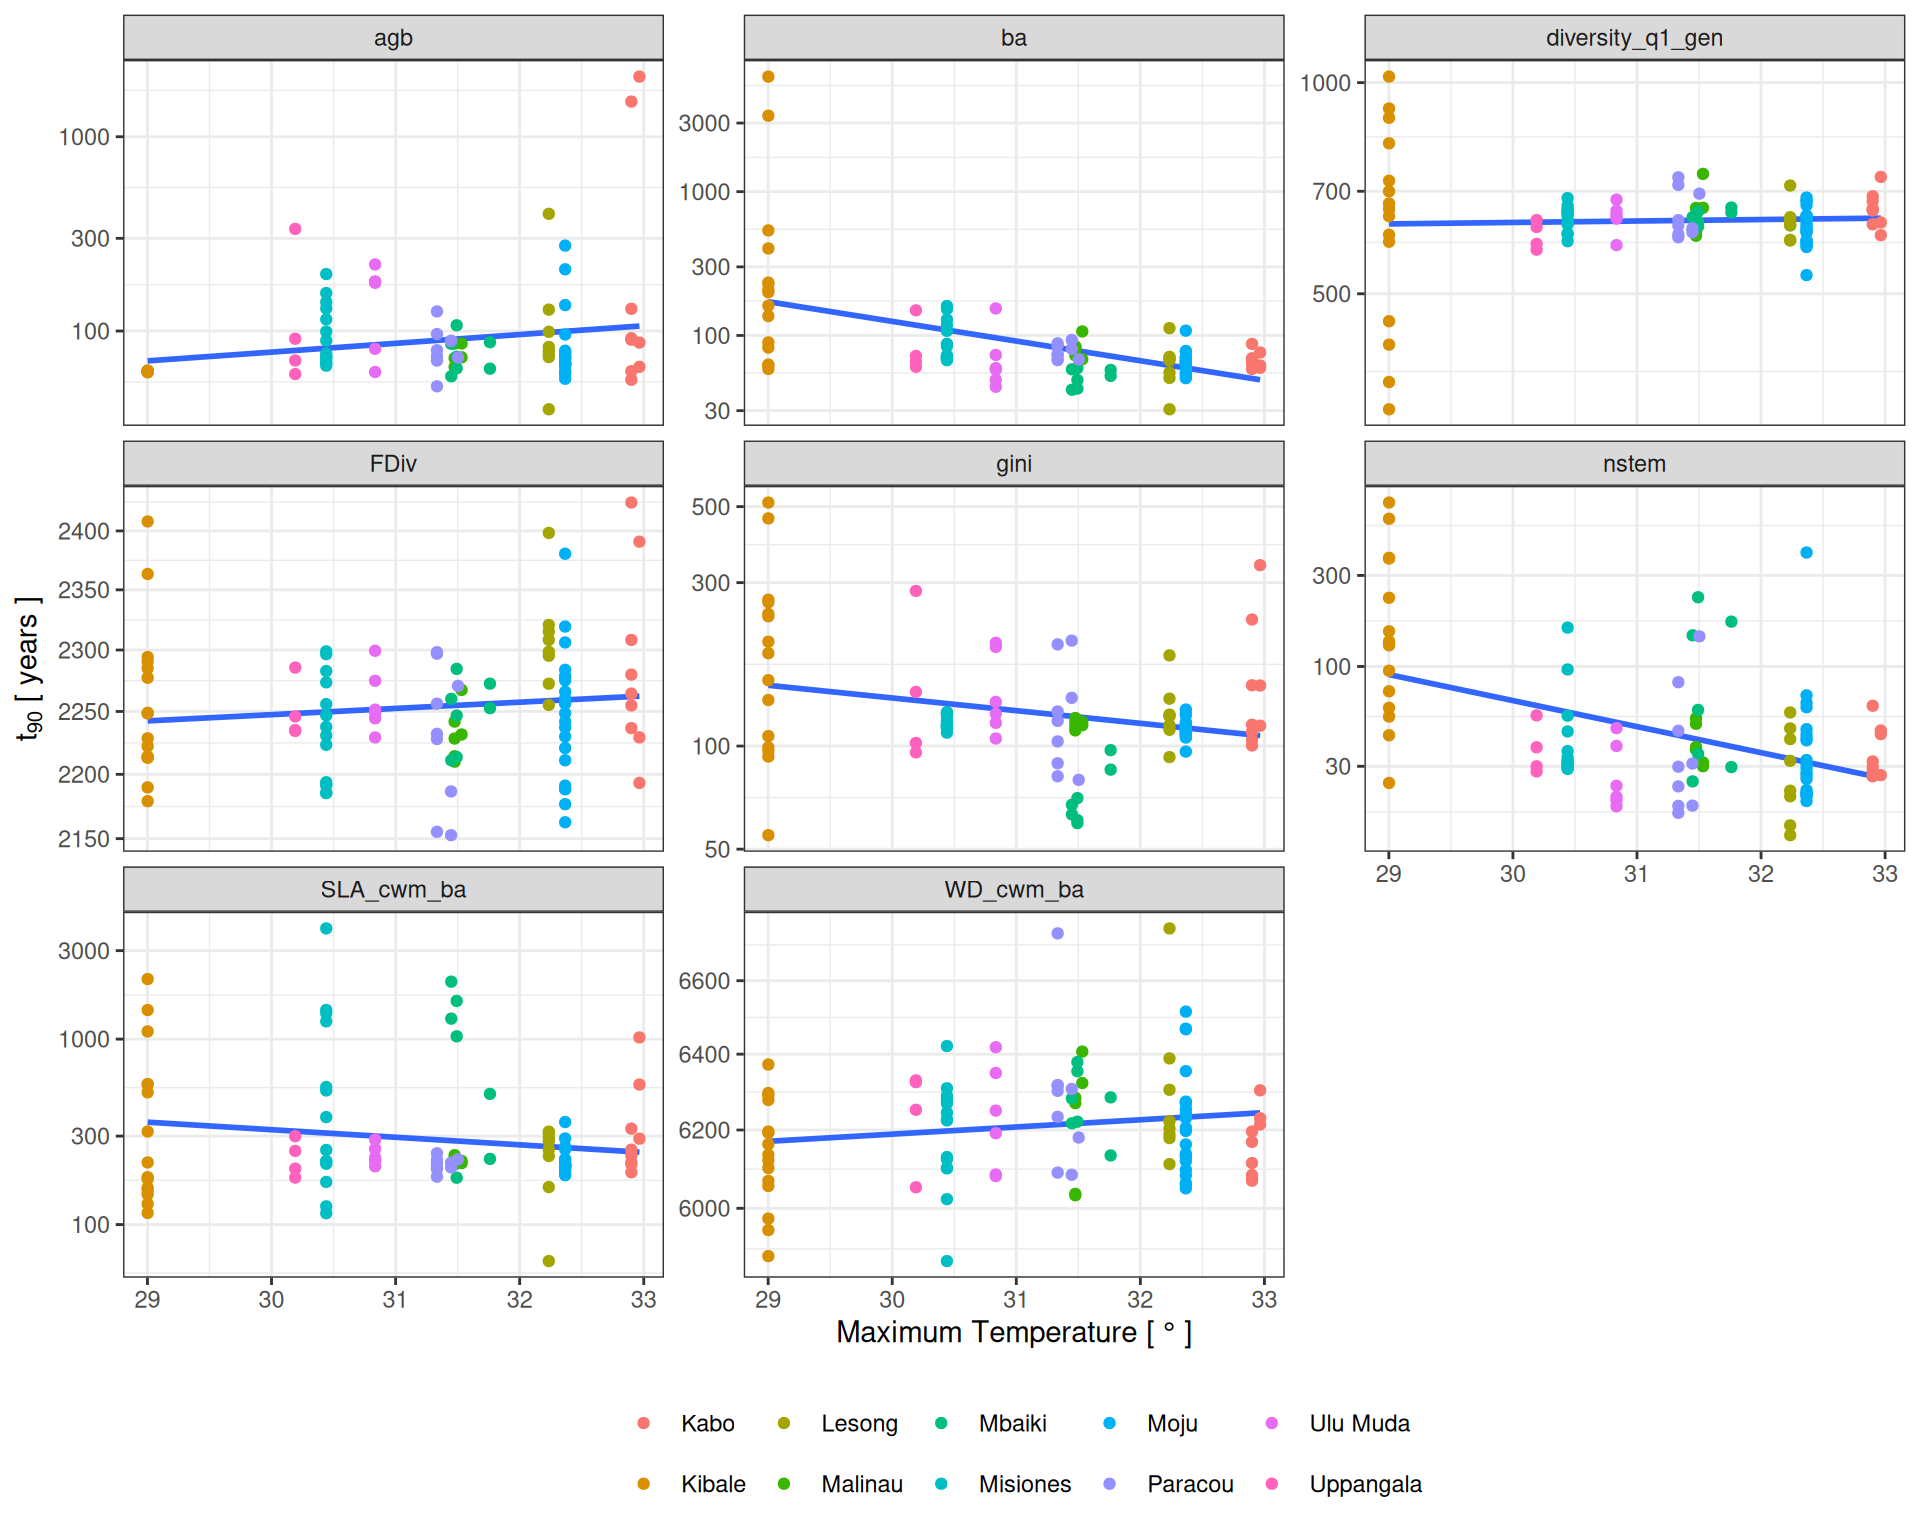 agb
ba
diversity_q1_gen
1000
300
100
3000
1000
300
100
30
1000
700
500
FDiv
gini
nstem
2400
2350
2300
2250
2200
2150
500
300
100
50
300
100
30
29 30 31 32 33
SLA_cwm_ba
WD_cwm_ba
3000
1000
300
100
6600
6400
6200
6000
29 30 31 32 33
29 30 31 32 33
t90 [ years ]
Maximum Temperature [ ° ]
Kabo Lesong Mbaiki Moju Ulu Muda
Kibale Malinau Misiones Paracou Uppangala